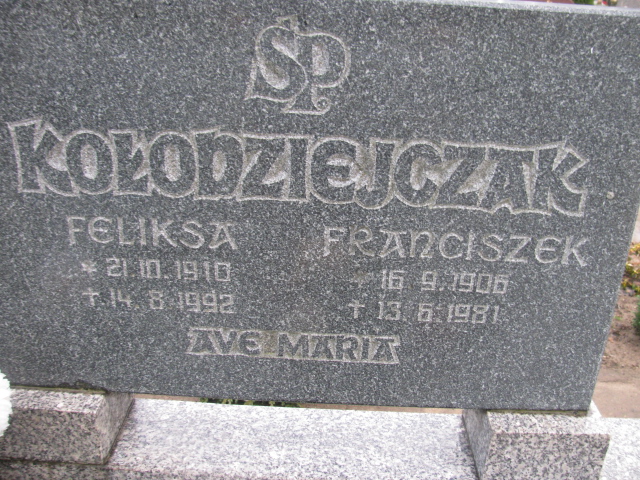 ŚP
KOŁODZIEJCZAK
FELIKSA FRANCISZEK
* 21.10.1910 * 16.9.1906
† 14.8.1992 † 13.6.1981
AVE MARIA